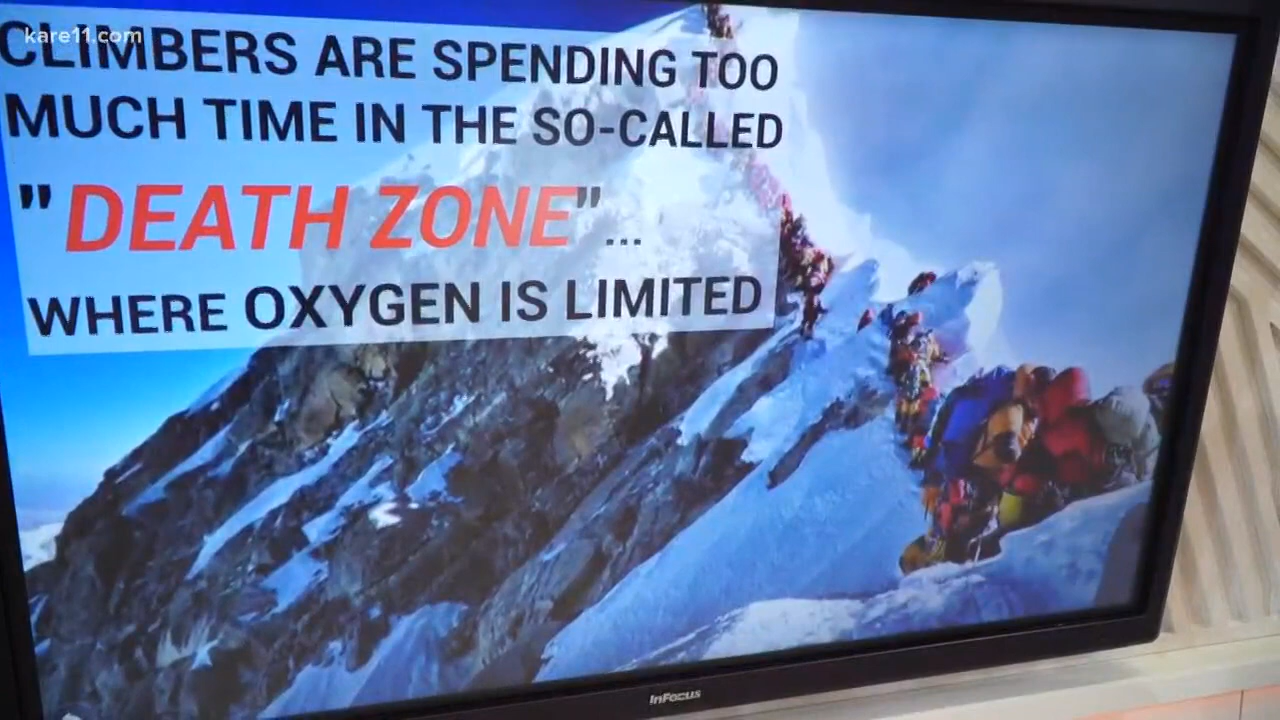 kare11.com
CLIMBERS ARE SPENDING TOO
MUCH TIME IN THE SO-CALLED
"DEATH ZONE"...
WHERE OXYGEN IS LIMITED
InFocus